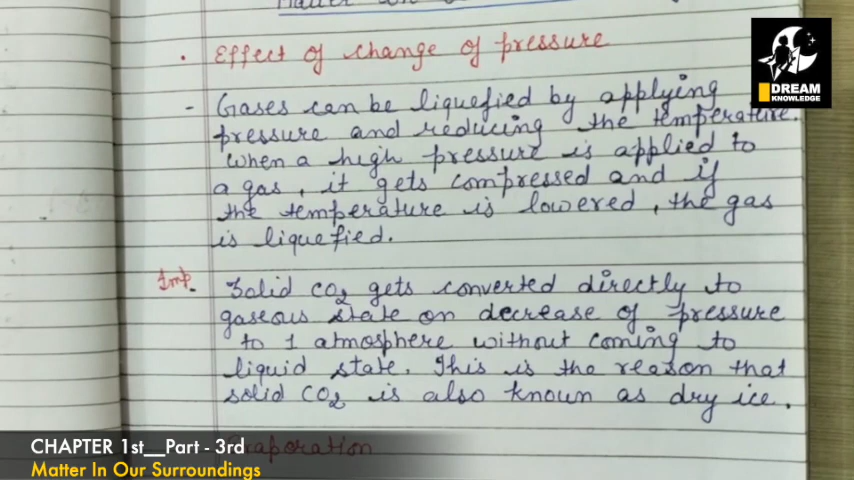 • Effect of change of pressure
DREAM
KNOWLEDGE
- Gases can be liquefied by applying
pressure and reducing the temperature.
When a high pressure is applied to
a gas, it gets compressed and if
the temperature is lowered, the gas
is liquefied.
Imp. Solid CO2 gets converted directly to
gaseous state on decrease of pressure
to 1 atmosphere without coming to
liquid state. This is the reason that
solid CO2 is also known as dry ice.
Evaporation
CHAPTER 1st__Part - 3rd
Matter In Our Surroundings